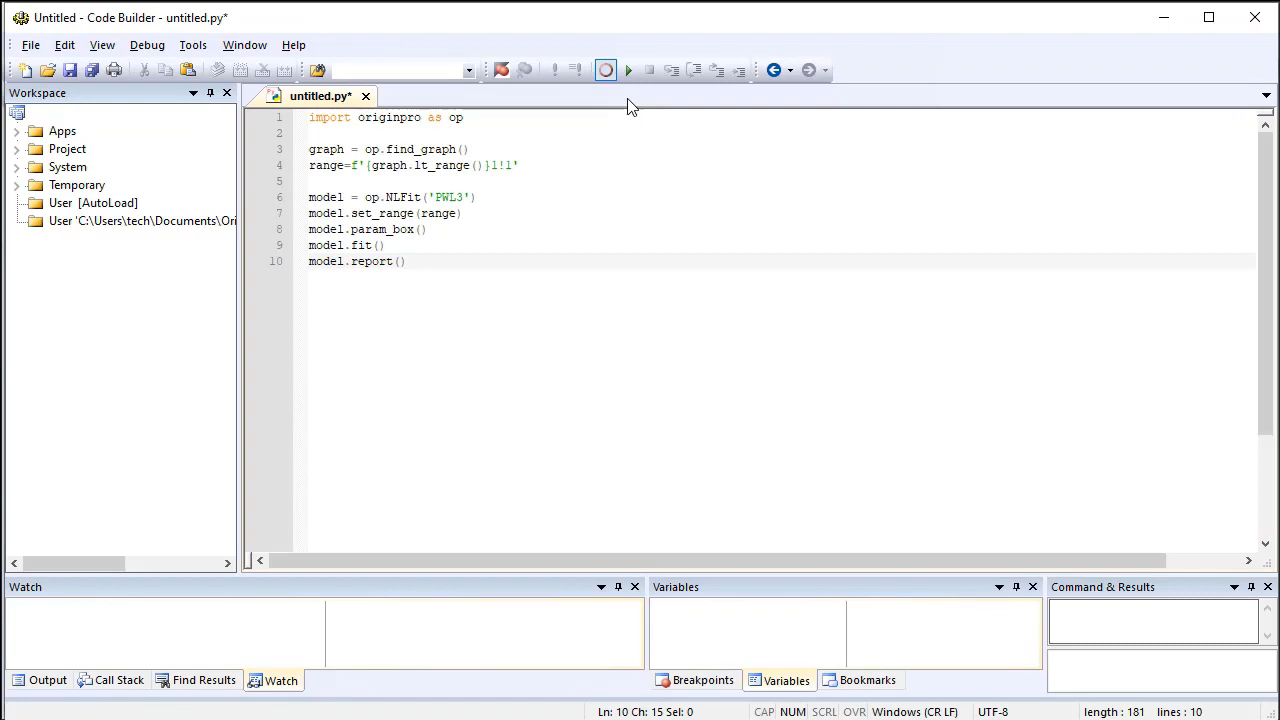 Untitled - Code Builder - untitled.py*
File Edit View Debug Tools Window Help
Workspace
untitled.py*
Apps
Project
System
Temporary
User [AutoLoad]
User 'C:\Users\tech\Documents\Ori
1 import originpro as op
2
3 graph = op.find_graph()
4 range=f'{graph.lt_range()}1!1'
5
6 model = op.NLFit('PWL3')
7 model.set_range(range)
8 model.param_box()
9 model.fit()
10 model.report()
Watch
Variables
Command & Results
Output Call Stack Find Results Watch
Breakpoints Variables Bookmarks
Ln: 10 Ch: 15 Sel: 0 CAP NUM SCRL OVR Windows (CR LF) UTF-8 length : 181 lines : 10